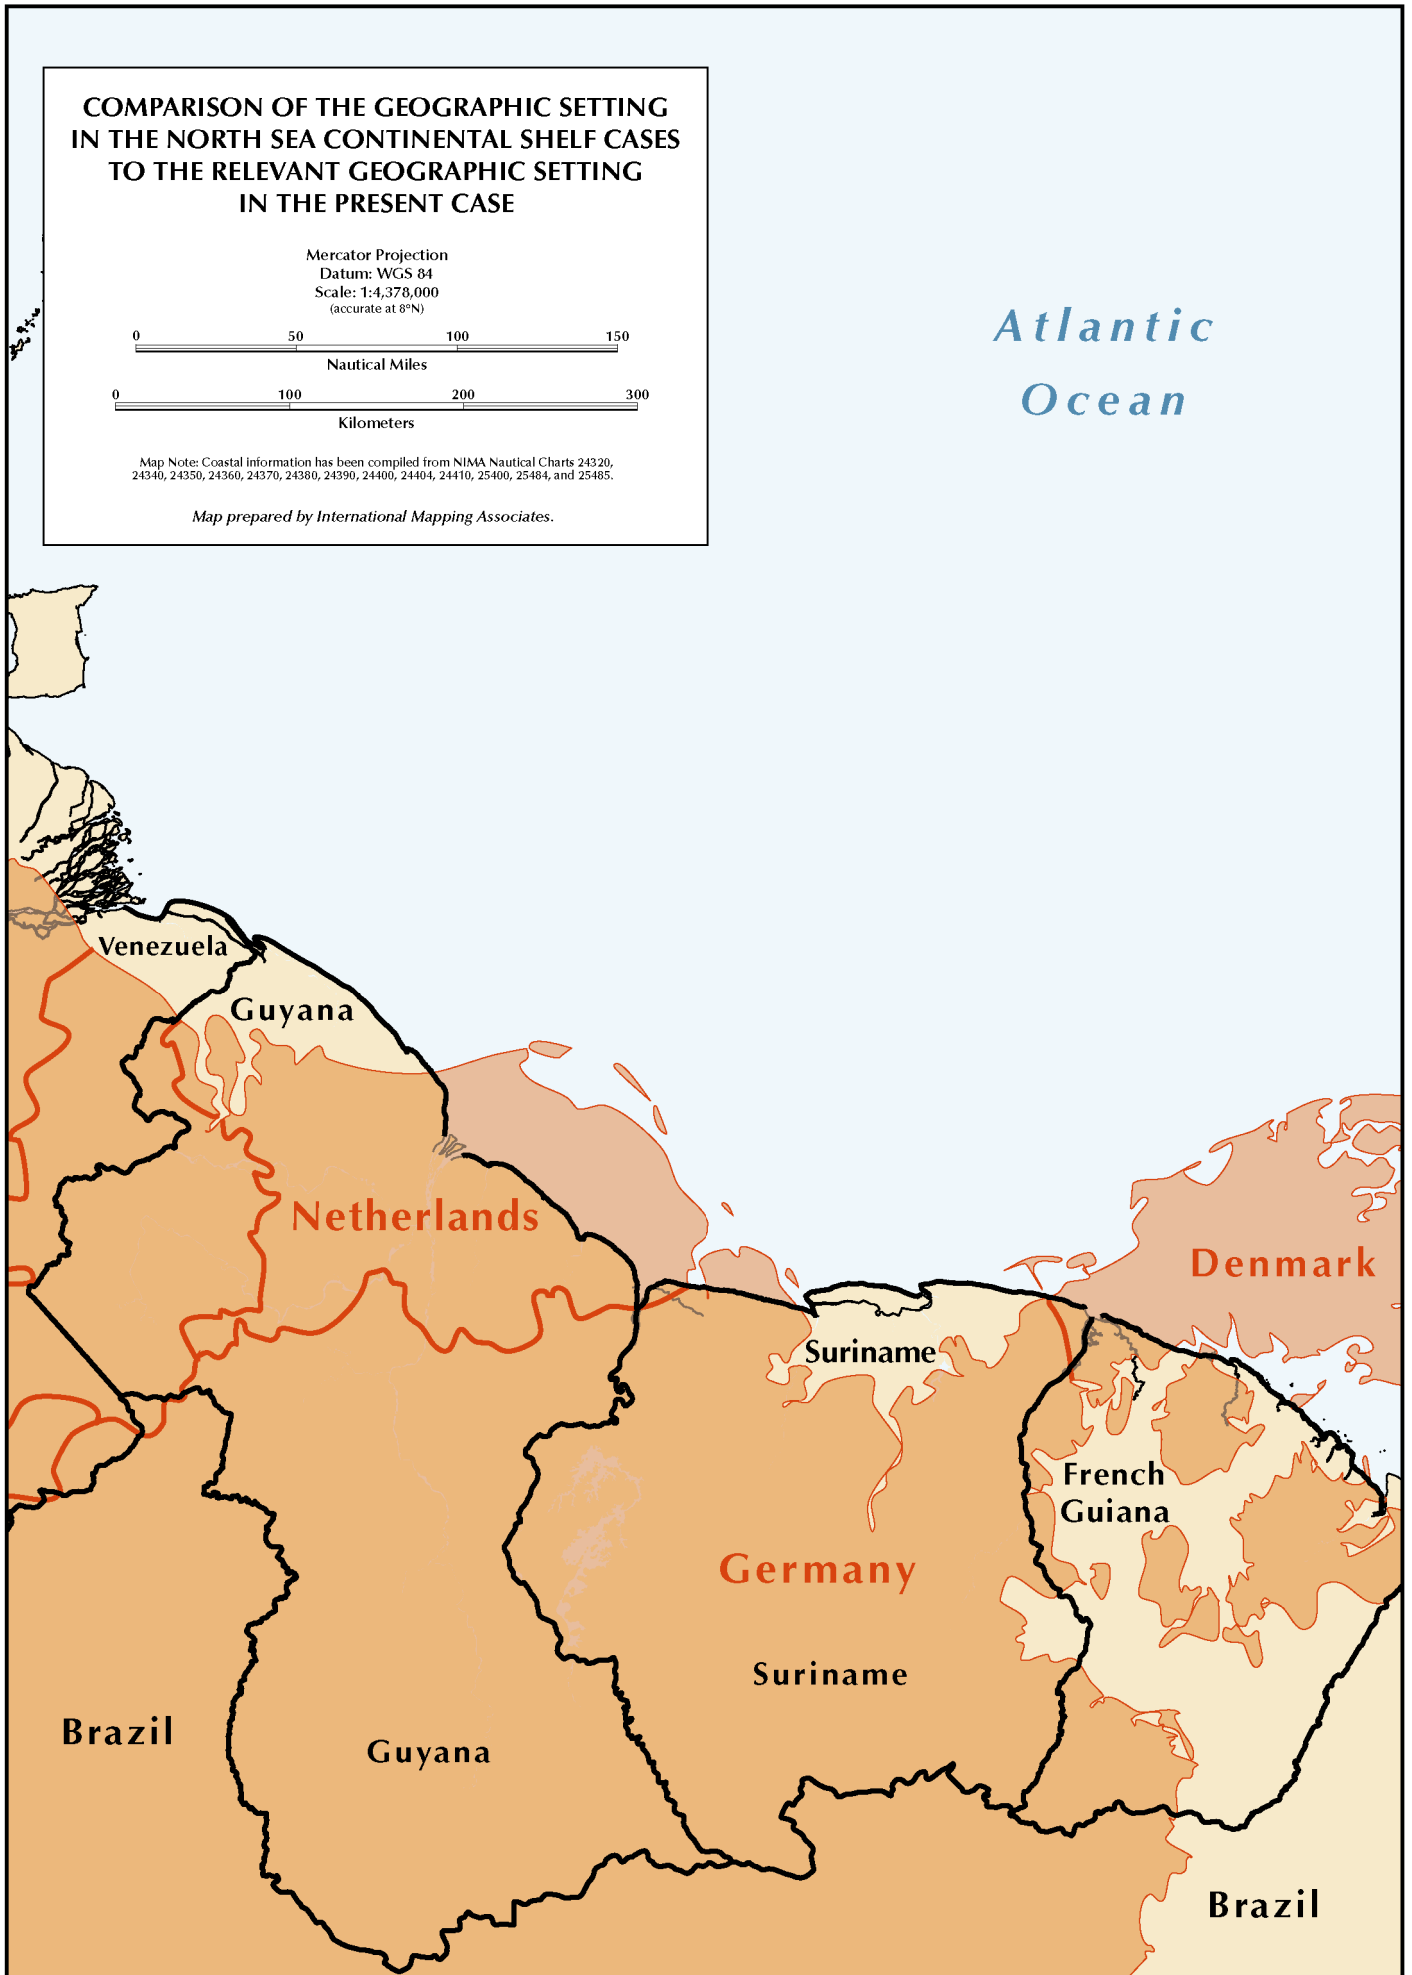 COMPARISON OF THE GEOGRAPHIC SETTING
IN THE NORTH SEA CONTINENTAL SHELF CASES
TO THE RELEVANT GEOGRAPHIC SETTING
IN THE PRESENT CASE
Mercator Projection
Datum: WGS 84
Scale: 1:4,378,000
(accurate at 8°N)
0 50 100 150
Nautical Miles
0 100 200 300
Kilometers
Map Note: Coastal information has been compiled from NIMA Nautical Charts 24320,
24340, 24350, 24360, 24370, 24380, 24390, 24400, 24404, 24410, 25400, 25484, and 25485.
Map prepared by International Mapping Associates.
Atlantic
Ocean
Venezuela
Guyana
Netherlands
Denmark
Suriname
French
Guiana
Germany
Suriname
Brazil
Guyana
Brazil